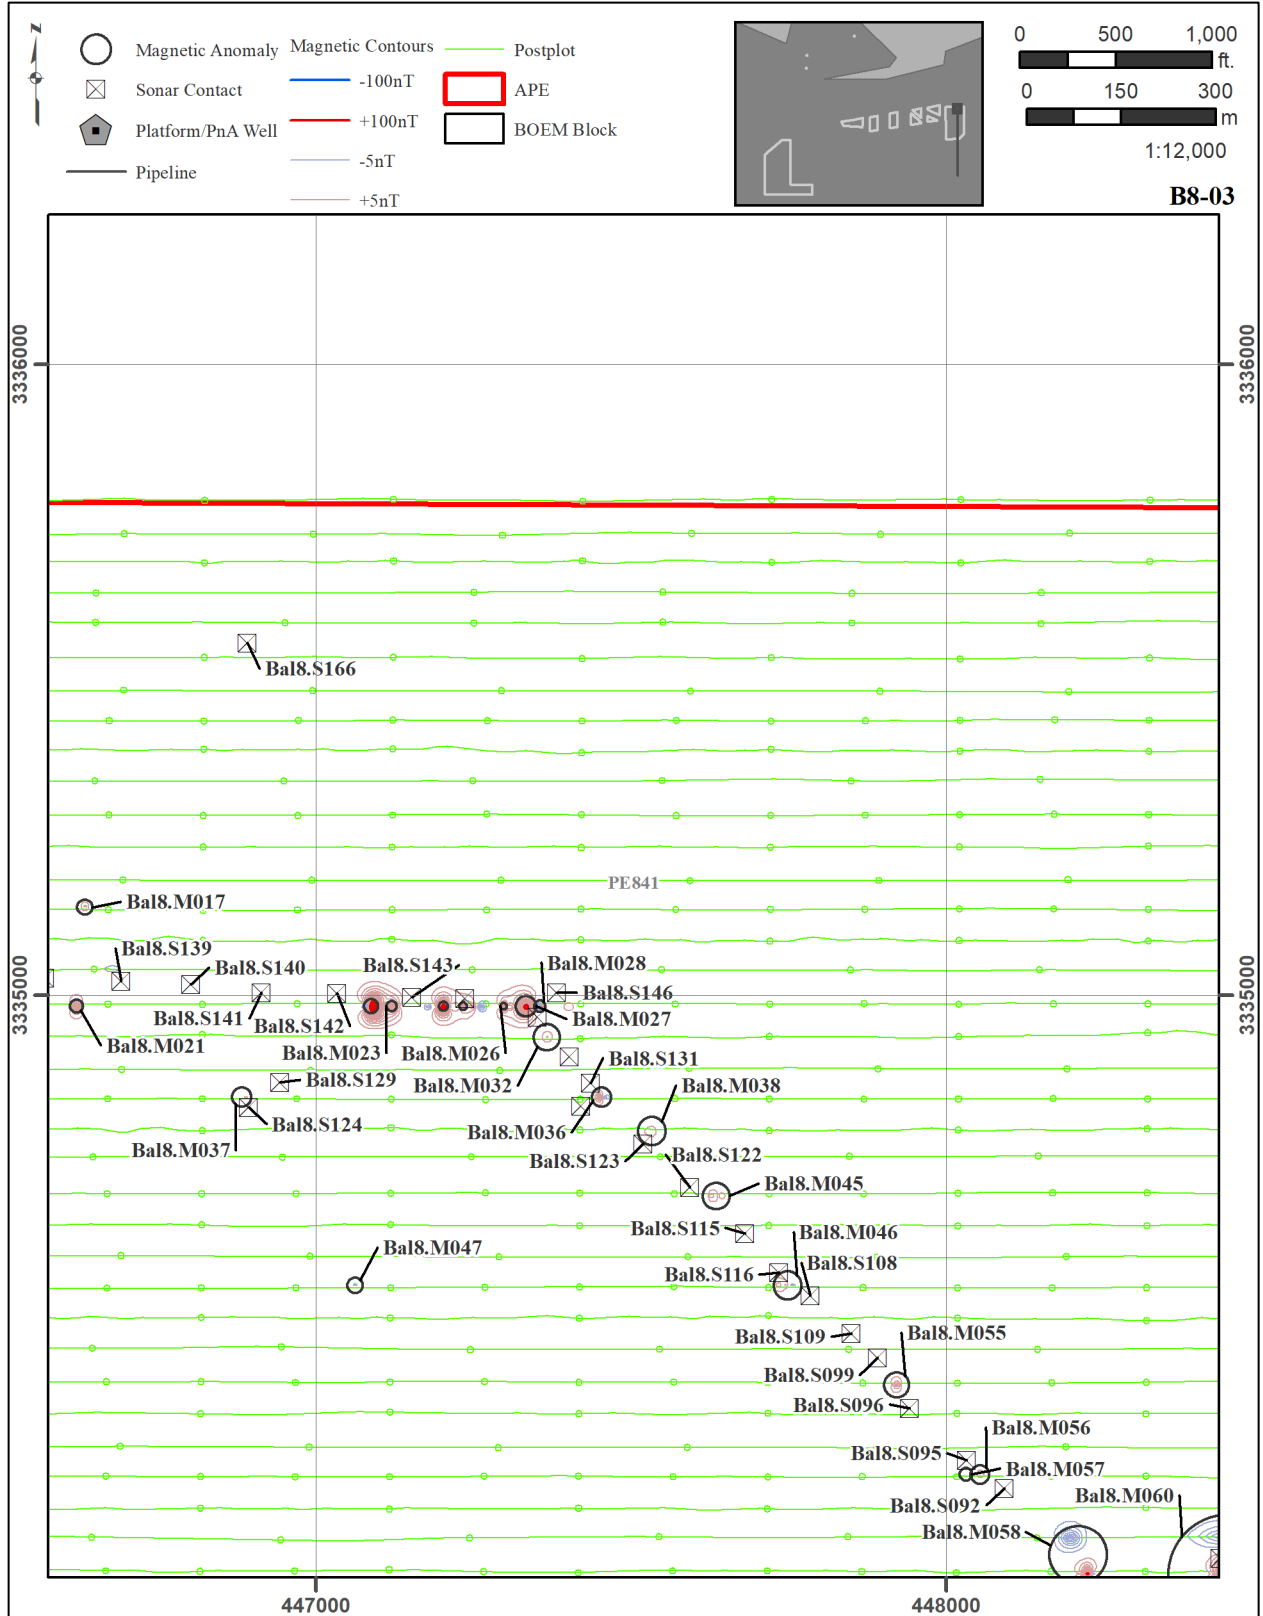 Z
Magnetic Anomaly
Sonar Contact
Platform/PnA Well
Pipeline
Magnetic Contours
-100nT
+100nT
-5nT
+5nT
Postplot
APE
BOEM Block
0 500 1,000
ft.
0 150 300
m
1:12,000
B8-03
3336000
3336000
Bal8.S166
PE841
Bal8.M017
Bal8.S139
Bal8.S140
Bal8.S143
Bal8.M028
Bal8.S146
3335000
3335000
Bal8.S141
Bal8.S142
Bal8.M027
Bal8.M021
Bal8.M023
Bal8.M026
Bal8.S131
Bal8.S129
Bal8.M032
Bal8.M038
Bal8.S124
Bal8.M036
Bal8.M037
Bal8.S123
Bal8.S122
Bal8.M045
Bal8.S115
Bal8.M046
Bal8.M047
Bal8.S108
Bal8.S116
Bal8.S109
Bal8.M055
Bal8.S099
Bal8.S096
Bal8.M056
Bal8.S095
Bal8.M057
Bal8.S092
Bal8.M060
Bal8.M058
447000
448000